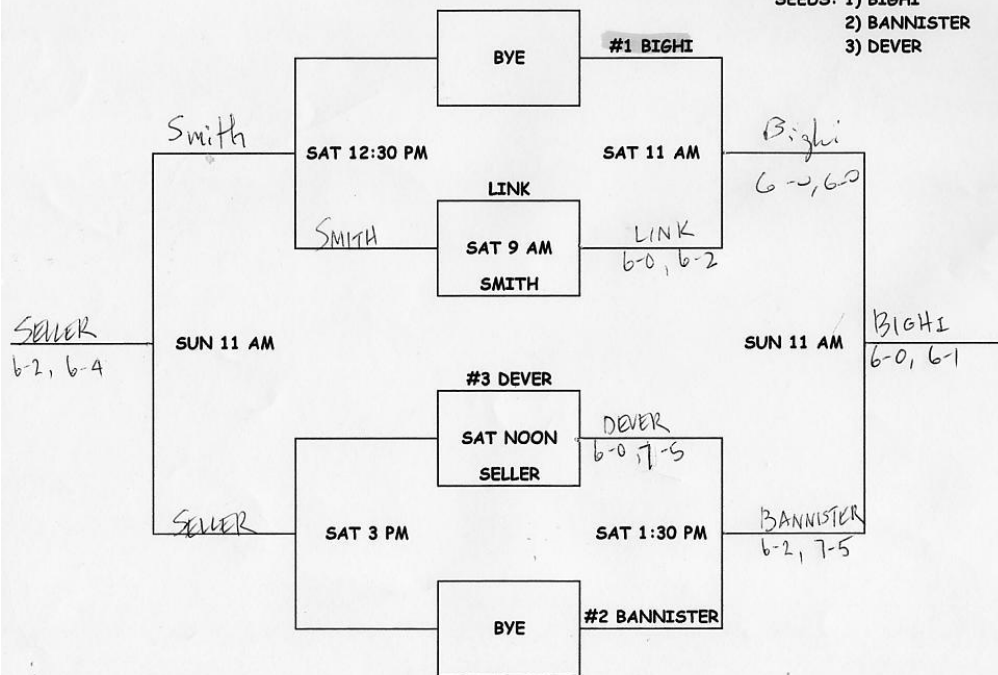 SEEDS: 1) BIGHI
2) BANNISTER
3) DEVER
BYE
#1 BIGHI
Smith
SAT 12:30 PM
SAT 11 AM
Bighi
6-0, 6-0
LINK
SMITH
SAT 9 AM
SMITH
LINK
6-0, 6-2
SELLER
6-2, 6-4
SUN 11 AM
SUN 11 AM
BIGHI
6-0, 6-1
#3 DEVER
SAT NOON
SELLER
DEVER
6-0, 7-5
SELLER
SAT 3 PM
SAT 1:30 PM
BANNISTER
6-2, 7-5
BYE
#2 BANNISTER